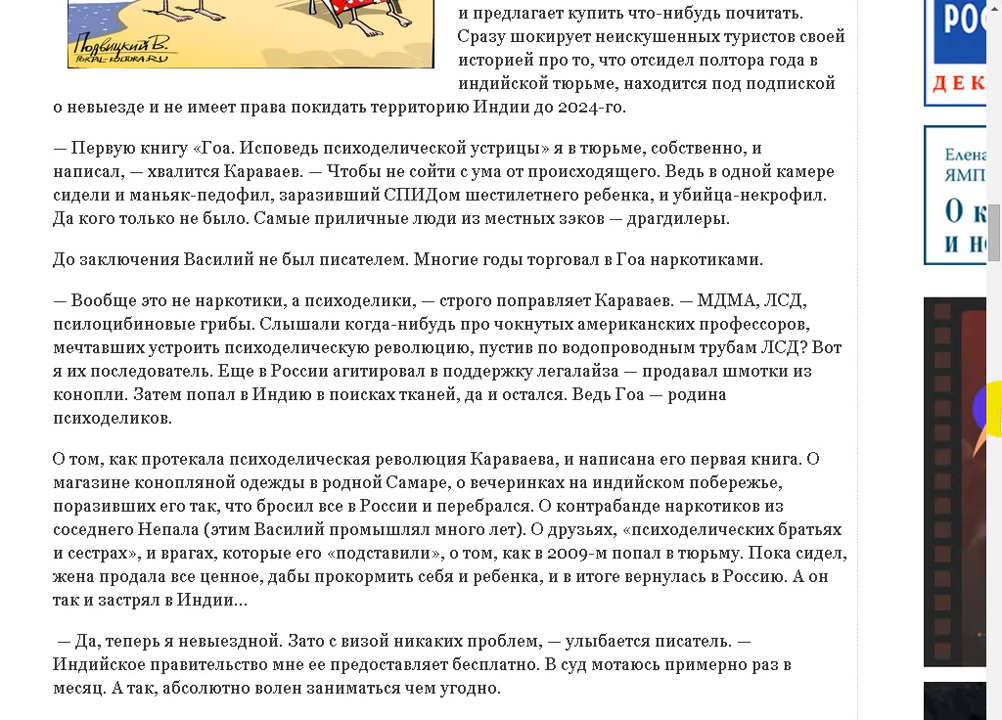 и предлагает купить что-нибудь почитать.
Сразу шокирует неискушенных туристов своей
историей про то, что отсидел полтора года в
индийской тюрьме, находится под подпиской
о невыезде и не имеет права покидать территорию Индии до 2024-го.
Подвицкий В.
PORTAL-KULTURA.RU
— Первую книгу «Гоа. Исповедь психоделической устрицы» я в тюрьме, собственно, и
написал, — хвалится Караваев. — Чтобы не сойти с ума от происходящего. Ведь в одной камере
сидели и маньяк-педофил, заразивший СПИДом шестилетнего ребенка, и убийца-некрофил.
Да кого только не было. Самые приличные люди из местных зэков — драгдилеры.
До заключения Василий не был писателем. Многие годы торговал в Гоа наркотиками.
— Вообще это не наркотики, а психоделики, — строго поправляет Караваев. — МДМА, ЛСД,
псилоцибиновые грибы. Слышали когда-нибудь про чокнутых американских профессоров,
мечтавших устроить психоделическую революцию, пустив по водопроводным трубам ЛСД? Вот
я их последователь. Еще в России агитировал в поддержку легалайза — продавал шмотки из
конопли. Затем попал в Индию в поисках тканей, да и остался. Ведь Гоа — родина
психоделиков.
О том, как протекала психоделическая революция Караваева, и написана его первая книга. О
магазине конопляной одежды в родной Самаре, о вечеринках на индийском побережье,
поразивших его так, что бросил все в России и перебрался. О контрабанде наркотиков из
соседнего Непала (этим Василий промышлял много лет). О друзьях, «психоделических братьях
и сестрах», и врагах, которые его «подставили», о том, как в 2009-м попал в тюрьму. Пока сидел,
жена продала все ценное, дабы прокормить себя и ребенка, и в итоге вернулась в Россию. А он
так и застрял в Индии...
— Да, теперь я невыездной. Зато с визой никаких проблем, — улыбается писатель. —
Индийское правительство мне ее предоставляет бесплатно. В суд мотаюсь примерно раз в
месяц. А так, абсолютно волен заниматься чем угодно.
РОС
ДЕК
Елена
ЯМП
О к
и н